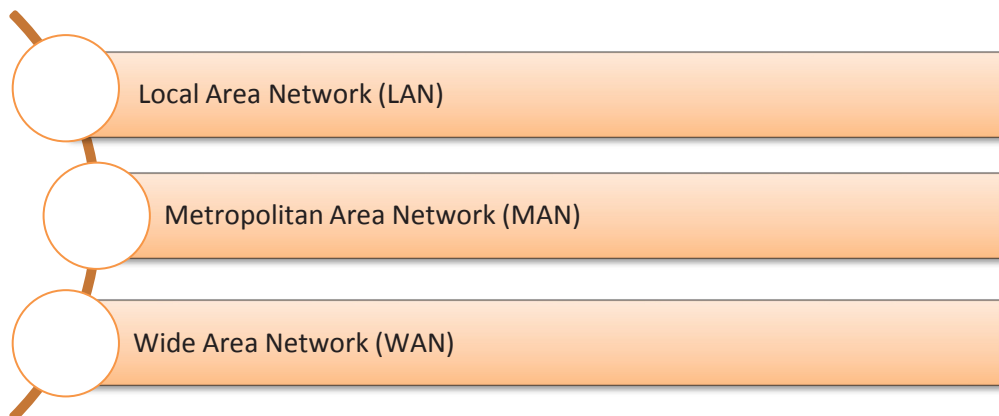 Local Area Network (LAN)
Metropolitan Area Network (MAN)
Wide Area Network (WAN)